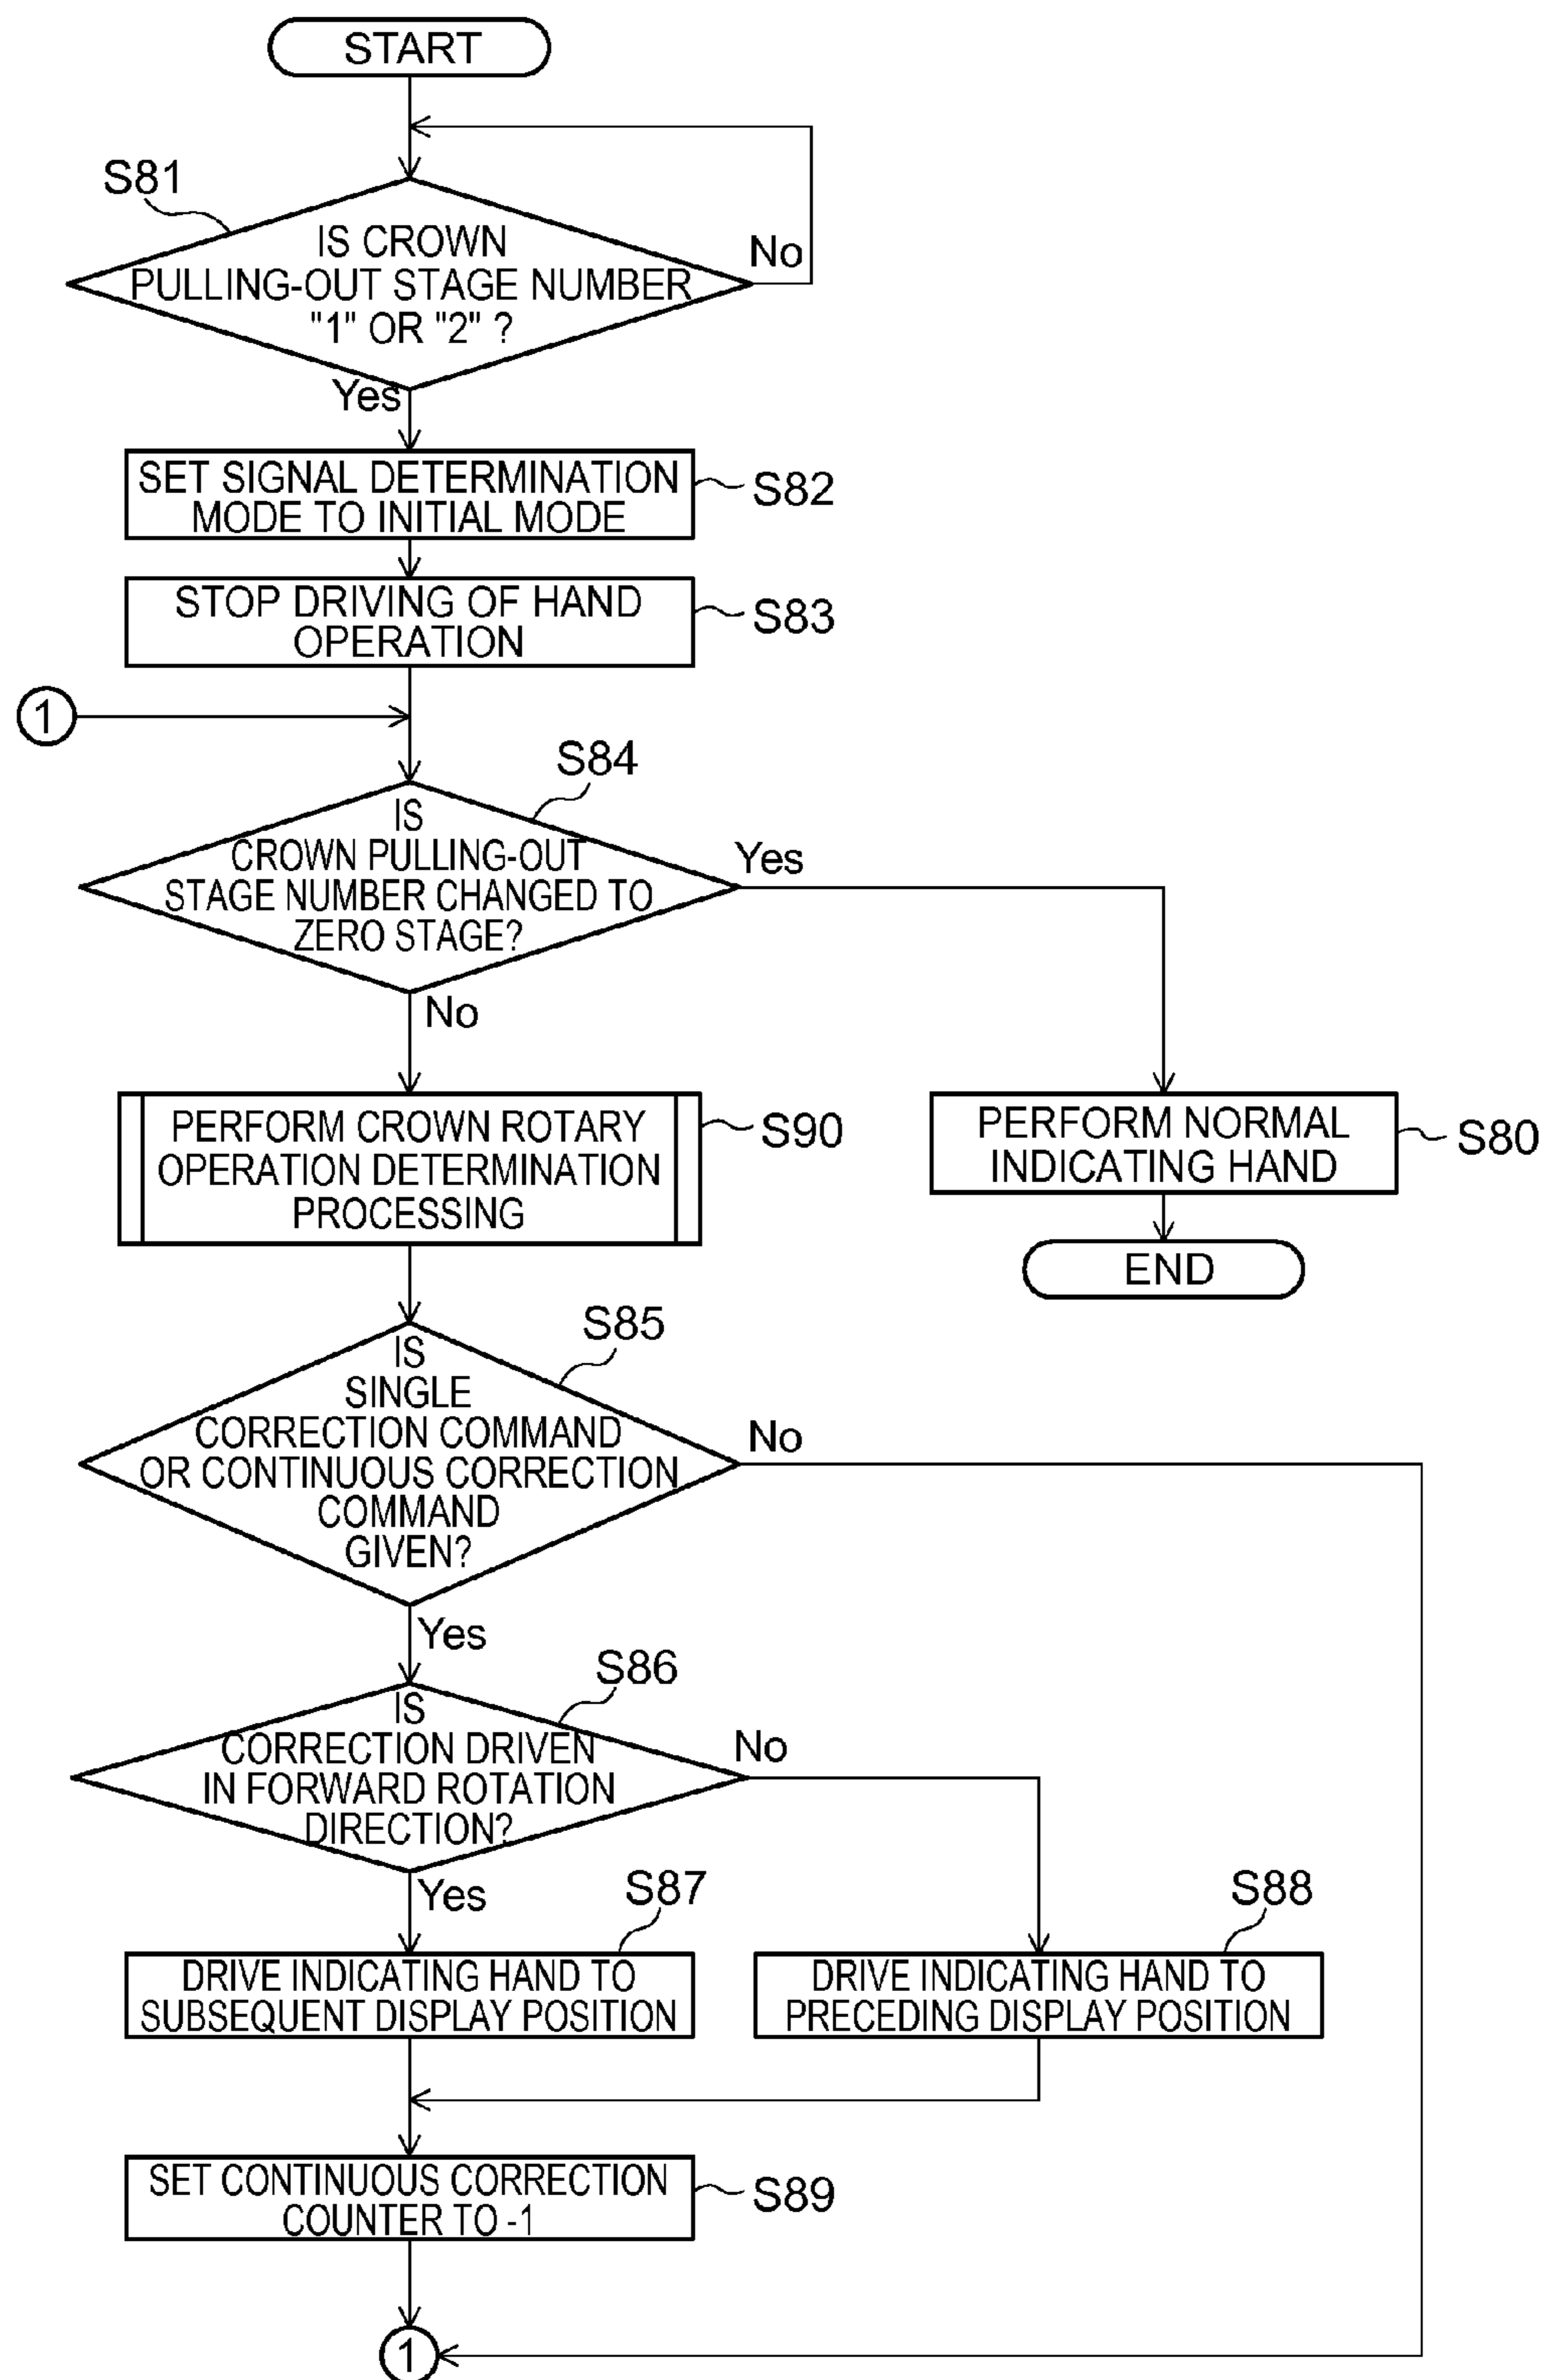 START
S81
IS CROWN
PULLING-OUT STAGE NUMBER
"1" OR "2" ?
No
Yes
SET SIGNAL DETERMINATION
MODE TO INITIAL MODE
S82
STOP DRIVING OF HAND
OPERATION
S83
1
S84
IS
CROWN PULLING-OUT
STAGE NUMBER CHANGED TO
ZERO STAGE?
Yes
No
PERFORM CROWN ROTARY
OPERATION DETERMINATION
PROCESSING
S90
PERFORM NORMAL
INDICATING HAND
S80
END
S85
IS
SINGLE
CORRECTION COMMAND
OR CONTINUOUS CORRECTION
COMMAND
GIVEN?
No
Yes
S86
IS
CORRECTION DRIVEN
IN FORWARD ROTATION
DIRECTION?
No
Yes
S87
DRIVE INDICATING HAND TO
SUBSEQUENT DISPLAY POSITION
S88
DRIVE INDICATING HAND TO
PRECEDING DISPLAY POSITION
SET CONTINUOUS CORRECTION
COUNTER TO -1
S89
1